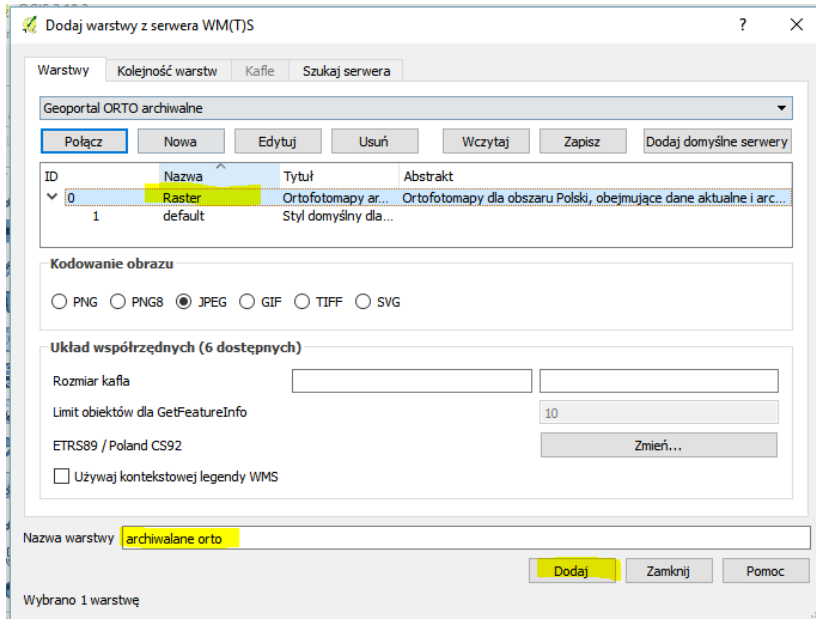 Dodaj warstwy z serwera WM(T)S ?
Warstwy Kolejność warstw Kafle Szukaj serwera
Geoportal ORTO archiwalne
Połącz Nowa Edytuj Usuń Wczytaj Zapisz Dodaj domyślne serwery
ID Nazwa Tytuł Abstrakt
0 Raster Ortofotomapy ar... Ortofotomapy dla obszaru Polski, obejmujące dane aktualne i arc...
1 default Styl domyślny dla...
Kodowanie obrazu
PNG PNG8 JPEG GIF TIFF SVG
Układ współrzędnych (6 dostępnych)
Rozmiar kafla
Limit obiektów dla GetFeatureInfo 10
ETRS89 / Poland CS92 Zmień...
Używaj kontekstowej legendy WMS
Nazwa warstwy archiwalane orto
Dodaj Zamknij Pomoc
Wybrano 1 warstwę